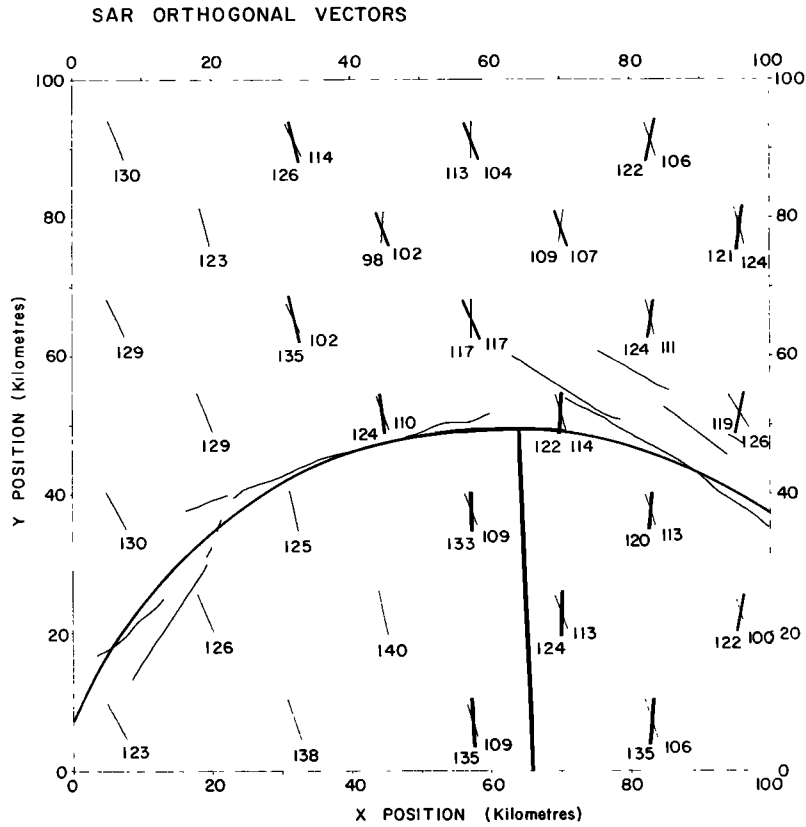 SAR ORTHOGONAL VECTORS
0 20 40 60 80 100
100 100
114 126 113 104 122 106
130
80 80
123 98 102 109 107 121 124
102
129 135 117 117 124 111
60 60
110 119
129 124 122 114 126
40 40
130 125 133 109 120 113
126 140 124 113 122 100
20 20
123 138 135 109 135 106
0 0
0 20 40 60 80 100
X POSITION (Kilometres)
Y POSITION (Kilometres)